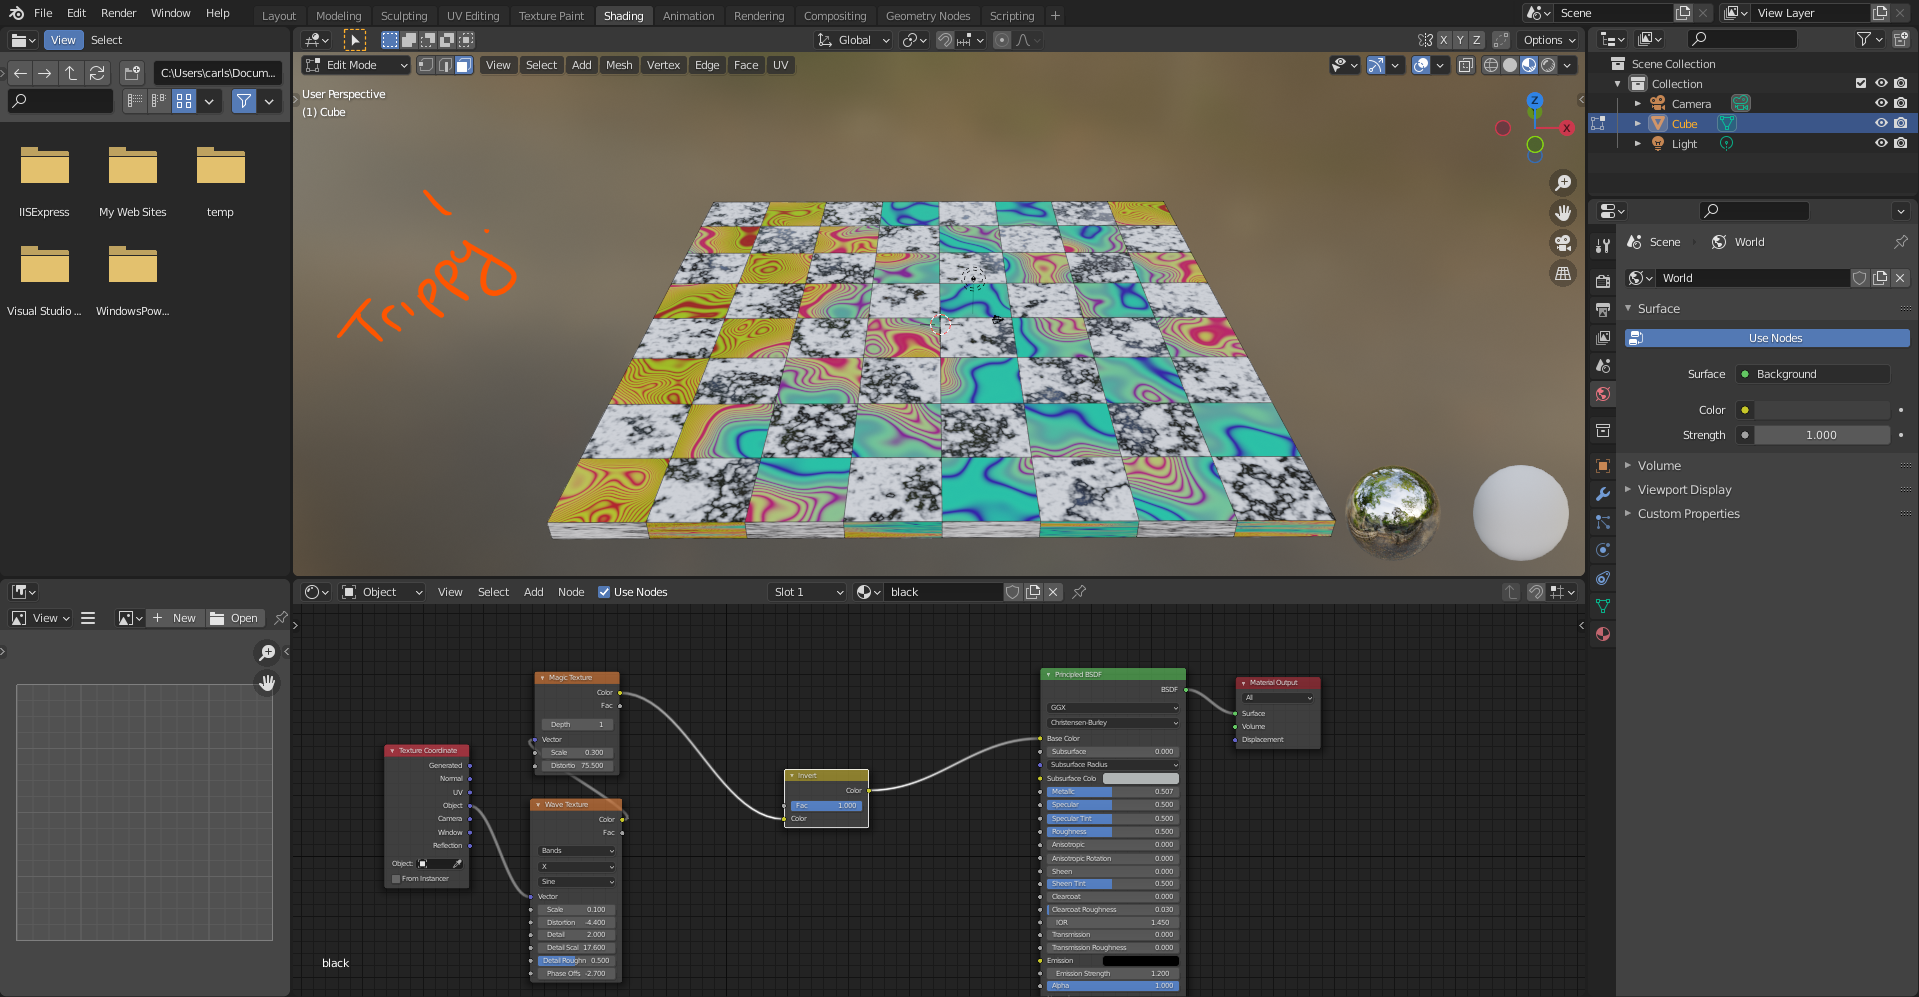 File Edit Render Window Help
Layout Modeling Sculpting UV Editing Texture Paint Shading Animation Rendering Compositing Geometry Nodes Scripting +
Scene
View Layer
View Select
C:\Users\carls\Docum...
IISExpress My Web Sites temp
Visual Studio ... WindowsPow...
Global
X Y Z Options
Edit Mode
View Select Add Mesh Vertex Edge Face UV
User Perspective
(1) Cube
Z
X
Trippy!
Scene Collection
Collection
Camera
Cube
Light
Scene World
World
Surface
Use Nodes
Surface Background
Color
Strength 1.000
Volume
Viewport Display
Custom Properties
View
New Open
Object View Select Add Node Use Nodes
Slot 1
black
Texture Coordinate
Generated
Normal
UV
Object
Camera
Window
Reflection
Object:
From Instancer
Magic Texture
Color
Fac
Depth 1
Vector
Scale 0.300
Distortio 75.500
Wave Texture
Color
Fac
Bands
X
Sine
Vector
Scale 0.100
Distortion -4.400
Detail 2.000
Detail Scal 17.600
Detail Roughn 0.500
Phase Offs -2.700
Invert
Color
Fac 1.000
Color
Principled BSDF
BSDF
GGX
Christensen-Burley
Base Color
Subsurface 0.000
Subsurface Radius
Subsurface Colo
Metallic 0.507
Specular 0.500
Specular Tint 0.500
Roughness 0.500
Anisotropic 0.000
Anisotropic Rotation 0.000
Sheen 0.000
Sheen Tint 0.500
Clearcoat 0.000
Clearcoat Roughness 0.030
IOR 1.450
Transmission 0.000
Transmission Roughness 0.000
Emission
Emission Strength 1.200
Alpha 1.000
Material Output
All
Surface
Volume
Displacement
black